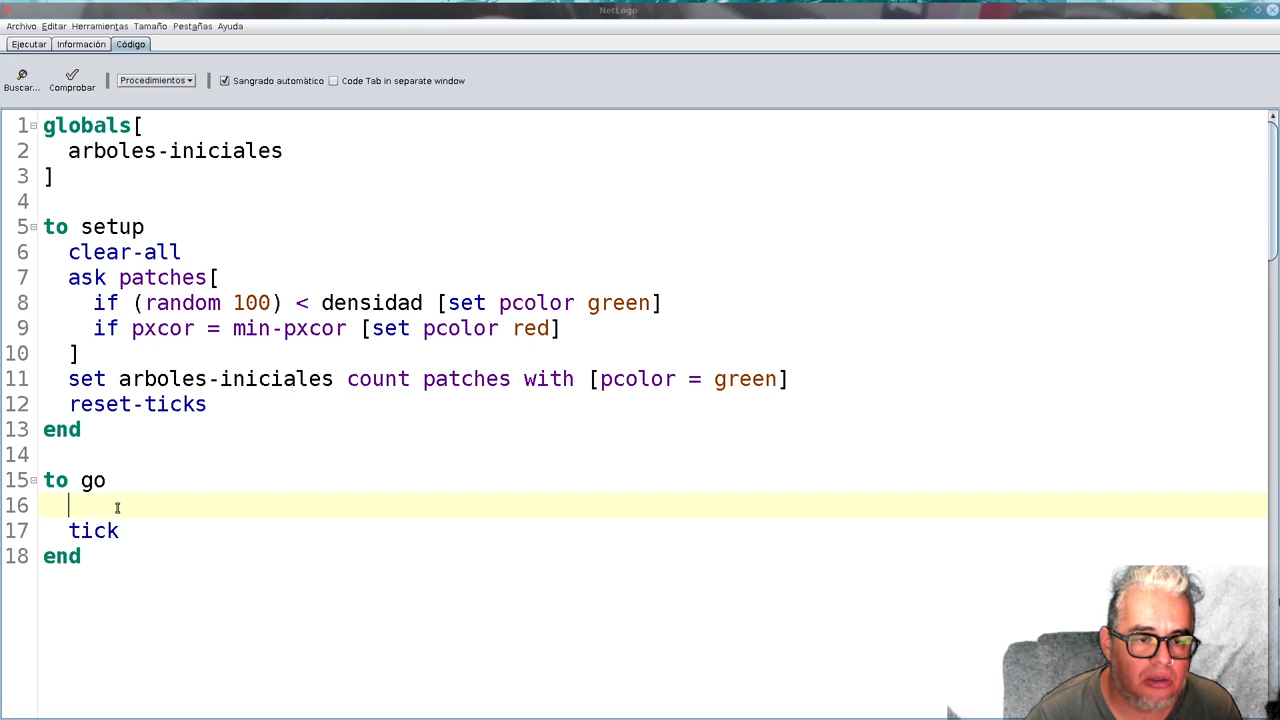 NetLogo
Archivo Editar Herramientas Tamaño Pestañas Ayuda
Ejecutar Información Código
Buscar... Comprobar Procedimientos Sangrado automático Code Tab in separate window
1 globals[
2 arboles-iniciales
3 ]
4
5 to setup
6 clear-all
7 ask patches[
8 if (random 100) < densidad [set pcolor green]
9 if pxcor = min-pxcor [set pcolor red]
10 ]
11 set arboles-iniciales count patches with [pcolor = green]
12 reset-ticks
13 end
14
15 to go
16
17 tick
18 end